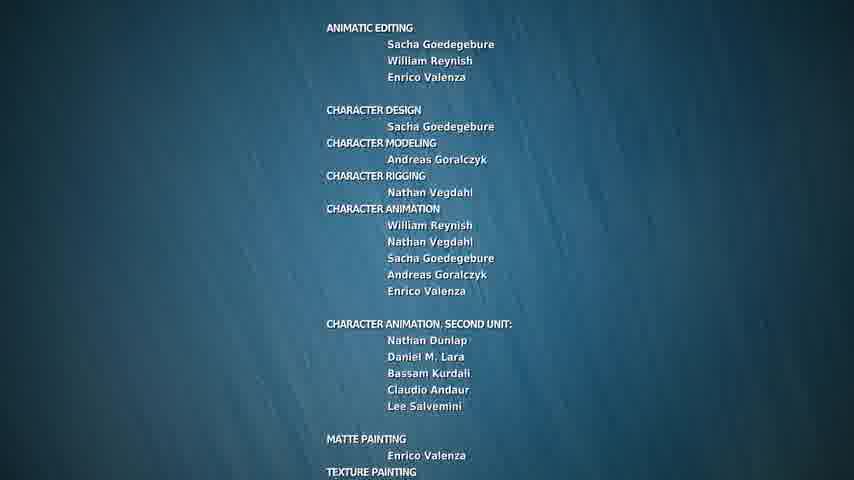 ANIMATIC EDITING
Sacha Goedegebure
William Reynish
Enrico Valenza
CHARACTER DESIGN
Sacha Goedegebure
CHARACTER MODELING
Andreas Goralczyk
CHARACTER RIGGING
Nathan Vegdahl
CHARACTER ANIMATION
William Reynish
Nathan Vegdahl
Sacha Goedegebure
Andreas Goralczyk
Enrico Valenza
CHARACTER ANIMATION, SECOND UNIT:
Nathan Dunlap
Daniel M. Lara
Bassam Kurdali
Claudio Andaur
Lee Salvemini
MATTE PAINTING
Enrico Valenza
TEXTURE PAINTING